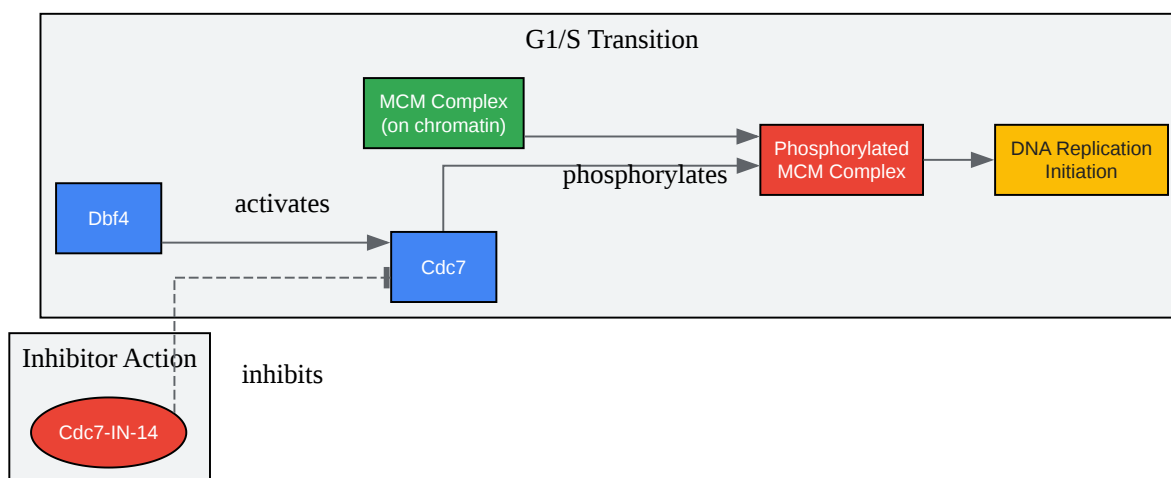 G1/S Transition
MCM Complex
(on chromatin)
Phosphorylated
MCM Complex
DNA Replication
Initiation
phosphorylates
Dbf4
activates
Cdc7
Inhibitor Action
inhibits
Cdc7-IN-14